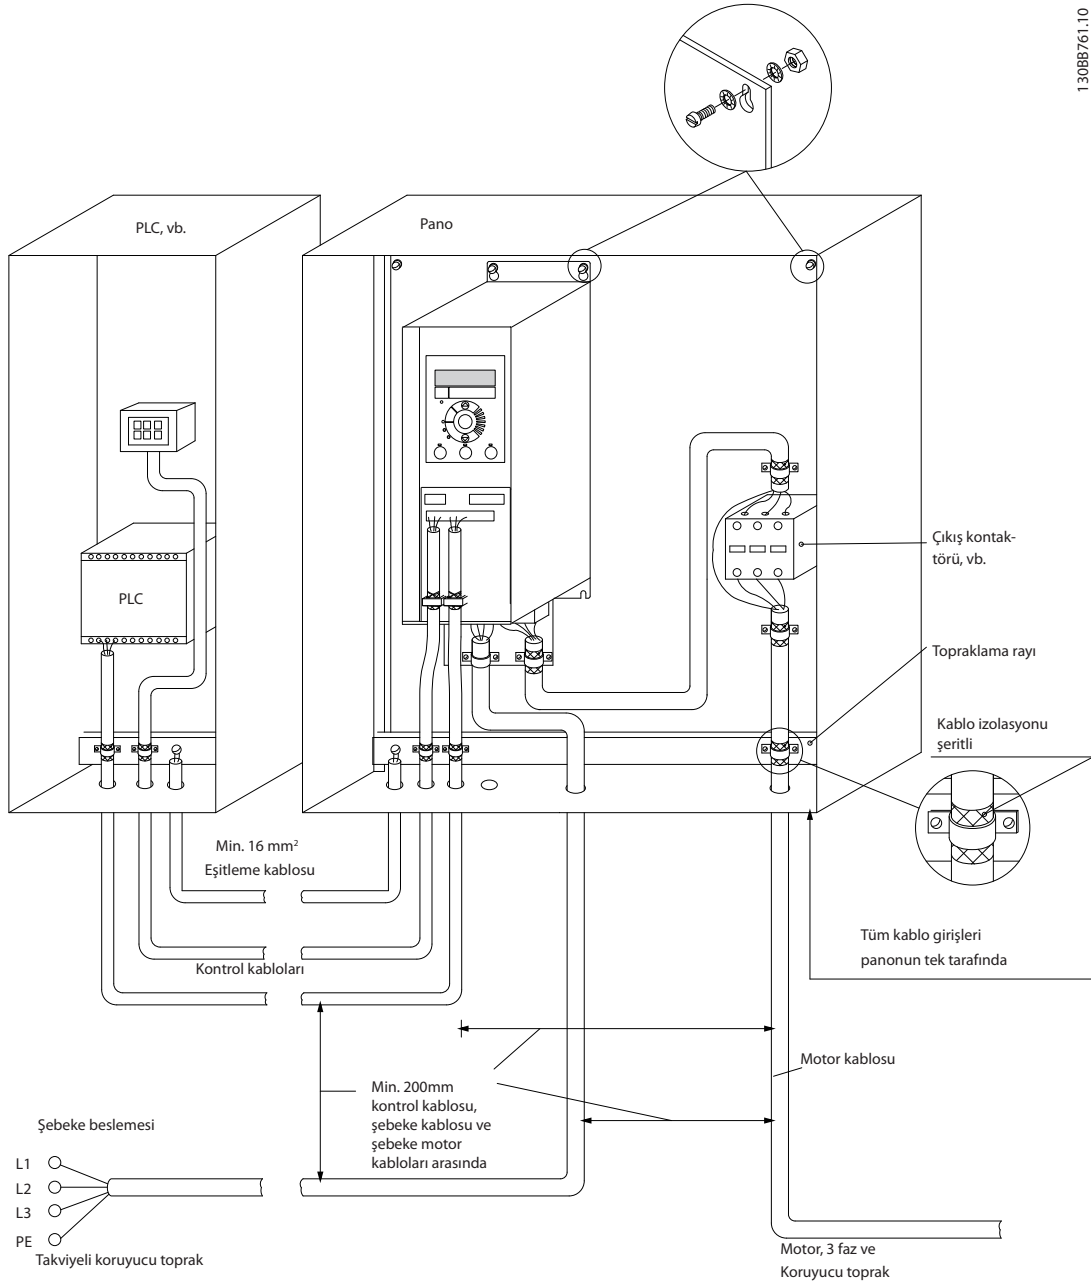 130BB761.10
PLC, vb.
Pano
PLC
Çıkış kontak-
törü, vb.
Topraklama rayı
Kablo izolasyonu
şeritli
Min. 16 mm²
Eşitleme kablosu
Tüm kablo girişleri
panonun tek tarafında
Kontrol kabloları
Motor kablosu
Min. 200mm
kontrol kablosu,
şebeke kablosu ve
şebeke motor
kabloları arasında
Şebeke beslemesi
L1
L2
L3
PE
Takviyeli koruyucu toprak
Motor, 3 faz ve
Koruyucu toprak